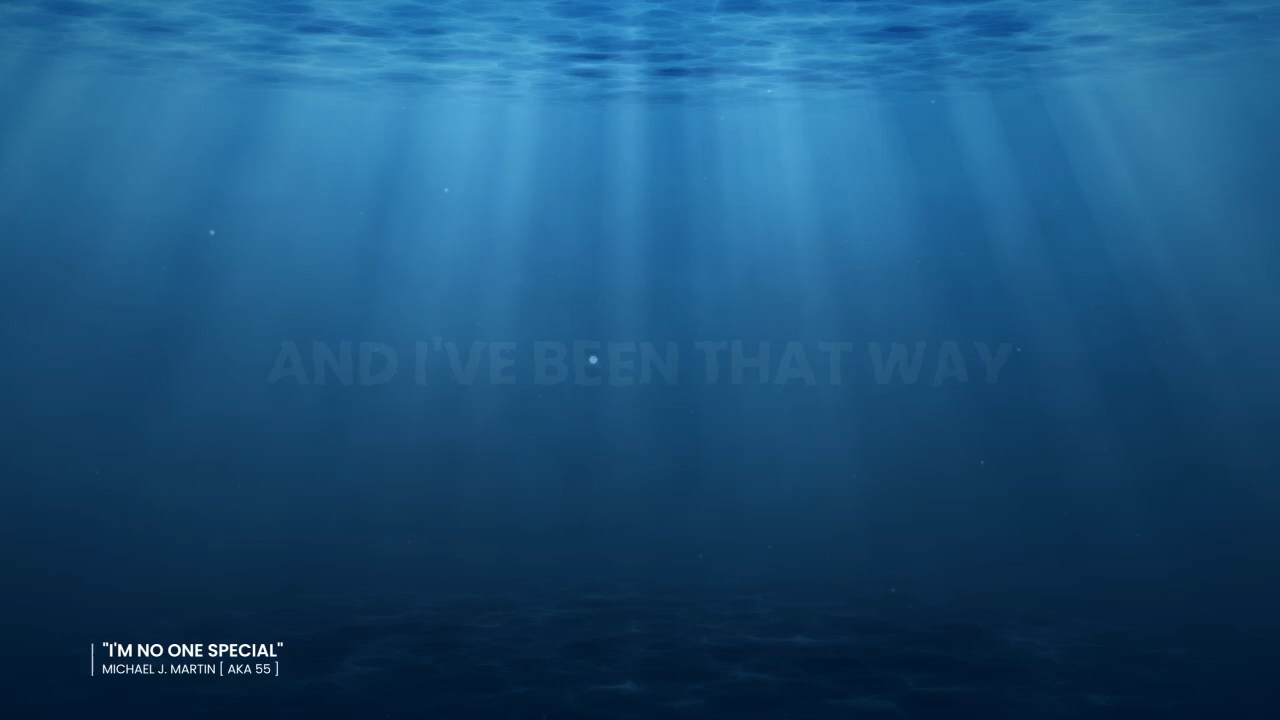 AND I'VE BEEN THAT WAY
"I'M NO ONE SPECIAL"
MICHAEL J. MARTIN [ AKA 55 ]